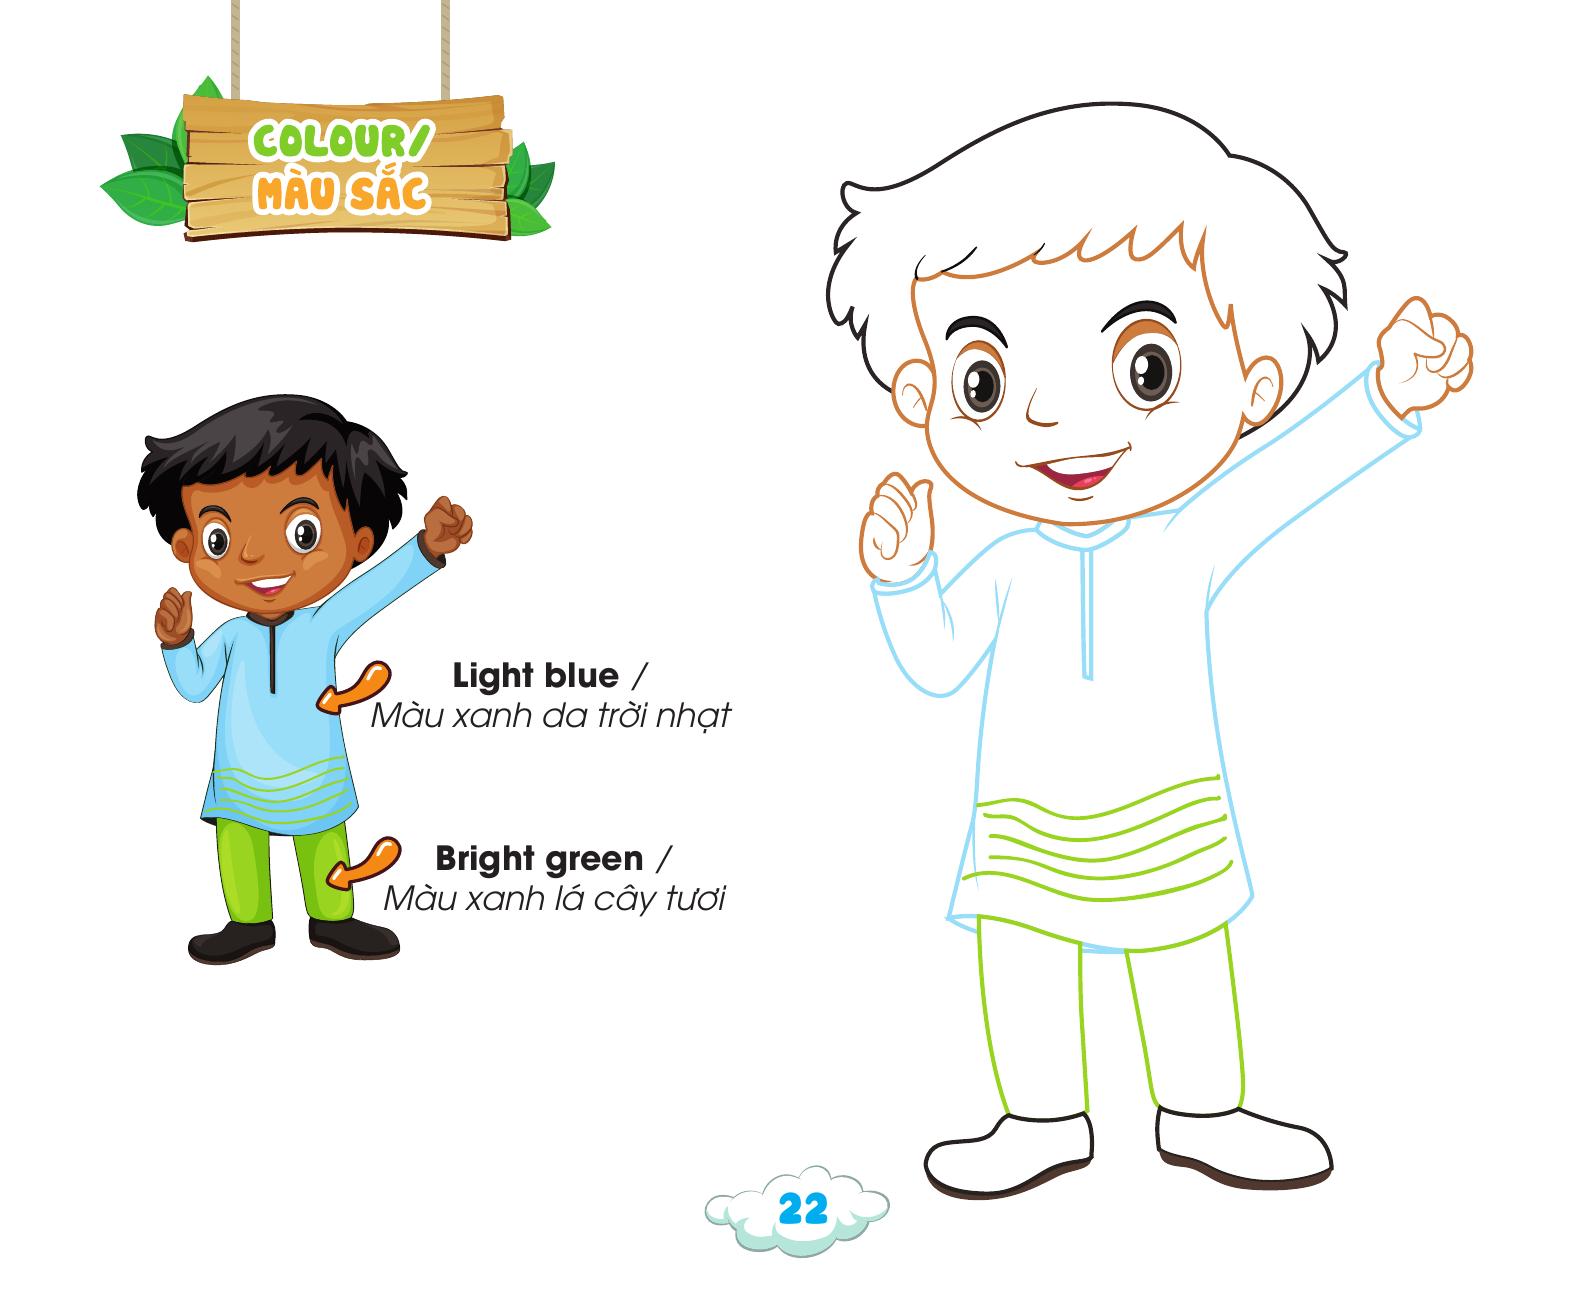 COLOUR/
MÀU SẮC
Light blue /
Màu xanh da trời nhạt
Bright green /
Màu xanh lá cây tươi
22